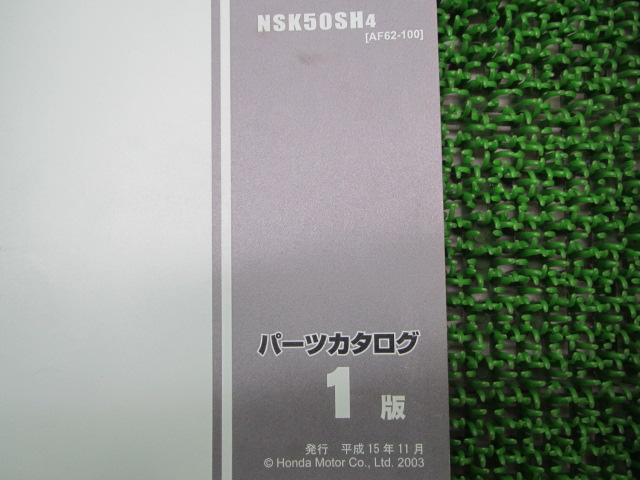 NSK50SH4
[AF62-100]
パーツカタログ
1版
発行 平成15年11月
© Honda Motor Co., Ltd. 2003